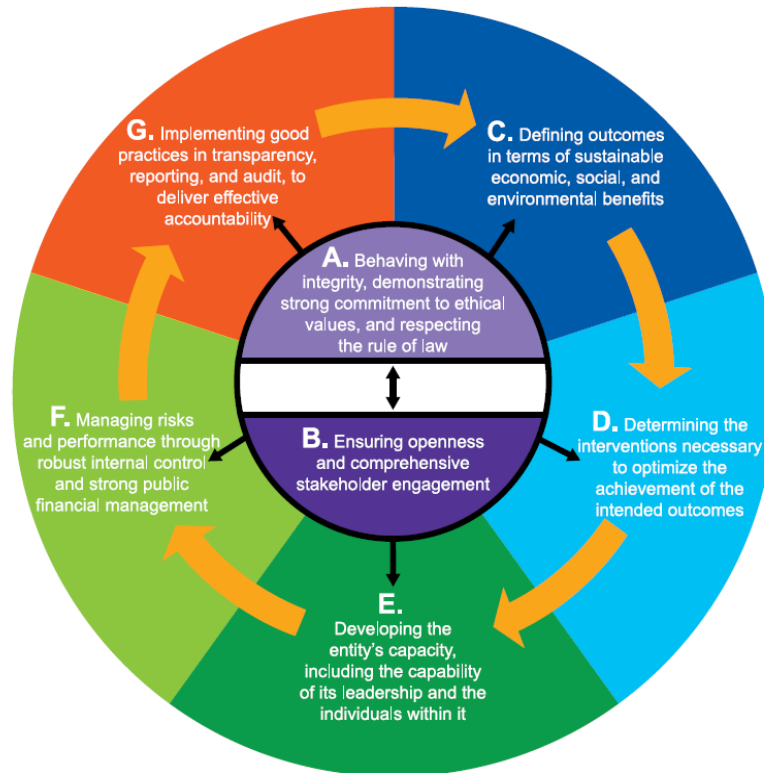 A. Behaving with
integrity, demonstrating
strong commitment to ethical
values, and respecting
the rule of law
B. Ensuring openness
and comprehensive
stakeholder engagement
C. Defining outcomes
in terms of sustainable
economic, social, and
environmental benefits
D. Determining the
interventions necessary
to optimize the
achievement of the
intended outcomes
E.
Developing the
entity's capacity,
including the capability
of its leadership and the
individuals within it
F. Managing risks
and performance through
robust internal control
and strong public
financial management
G. Implementing good
practices in transparency,
reporting, and audit, to
deliver effective
accountability